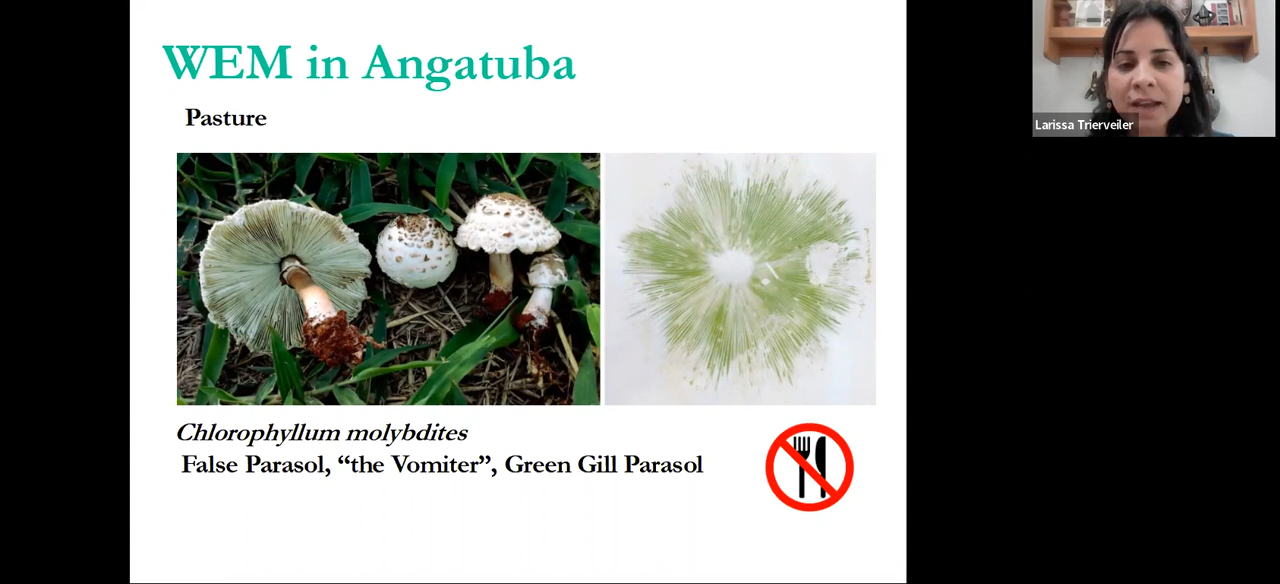 WEM in Angatuba
Pasture
Chlorophyllum molybdites
False Parasol, “the Vomiter”, Green Gill Parasol
Larissa Trierveiler